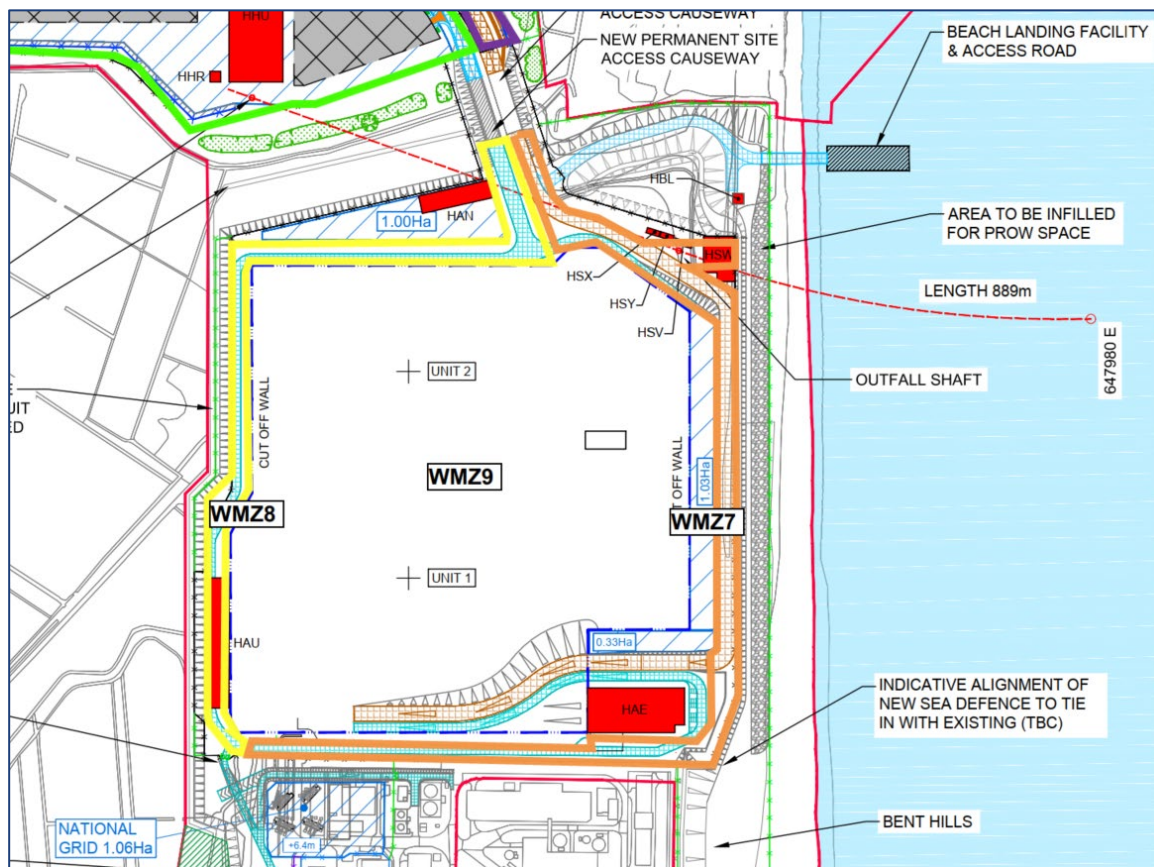 HHU
ACCESS CAUSEWAY
NEW PERMANENT SITE
ACCESS CAUSEWAY
BEACH LANDING FACILITY
& ACCESS ROAD
HHR
HBL
HAN
1.00Ha
AREA TO BE INFILLED
FOR PROW SPACE
HSX
HSW
HSY
HSV
LENGTH 889m
647980 E
UNIT 2
OUTFALL SHAFT
CUT OFF WALL
UIT
ED
WMZ9
1.03Ha
T OFF WALL
WMZ8
WMZ7
UNIT 1
HAU
0.33Ha
HAE
INDICATIVE ALIGNMENT OF
NEW SEA DEFENCE TO TIE
IN WITH EXISTING (TBC)
NATIONAL
GRID 1.06Ha
+6.4m
BENT HILLS